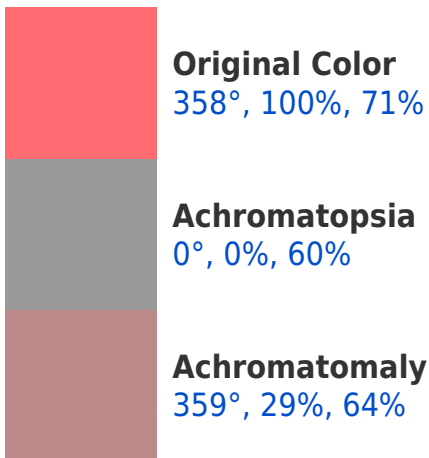 Original Color
358°, 100%, 71%
Achromatopsia
0°, 0%, 60%
Achromatomaly
359°, 29%, 64%